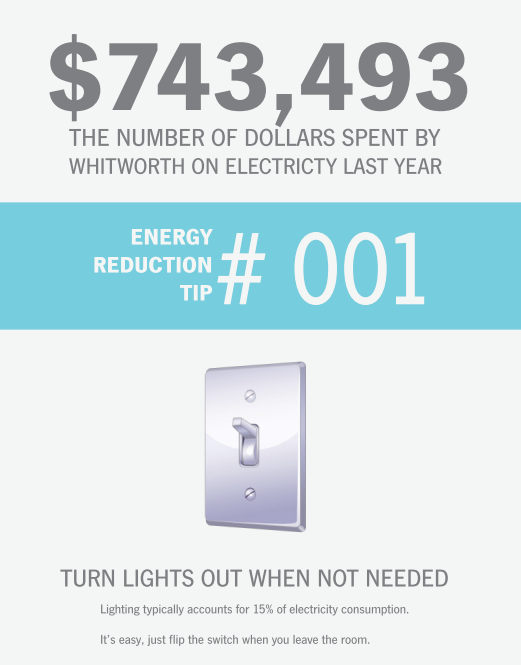 $743,493
THE NUMBER OF DOLLARS SPENT BY
WHITWORTH ON ELECTRICTY LAST YEAR
ENERGY
REDUCTION
TIP
# 001
TURN LIGHTS OUT WHEN NOT NEEDED
Lighting typically accounts for 15% of electricity consumption.
It's easy, just flip the switch when you leave the room.